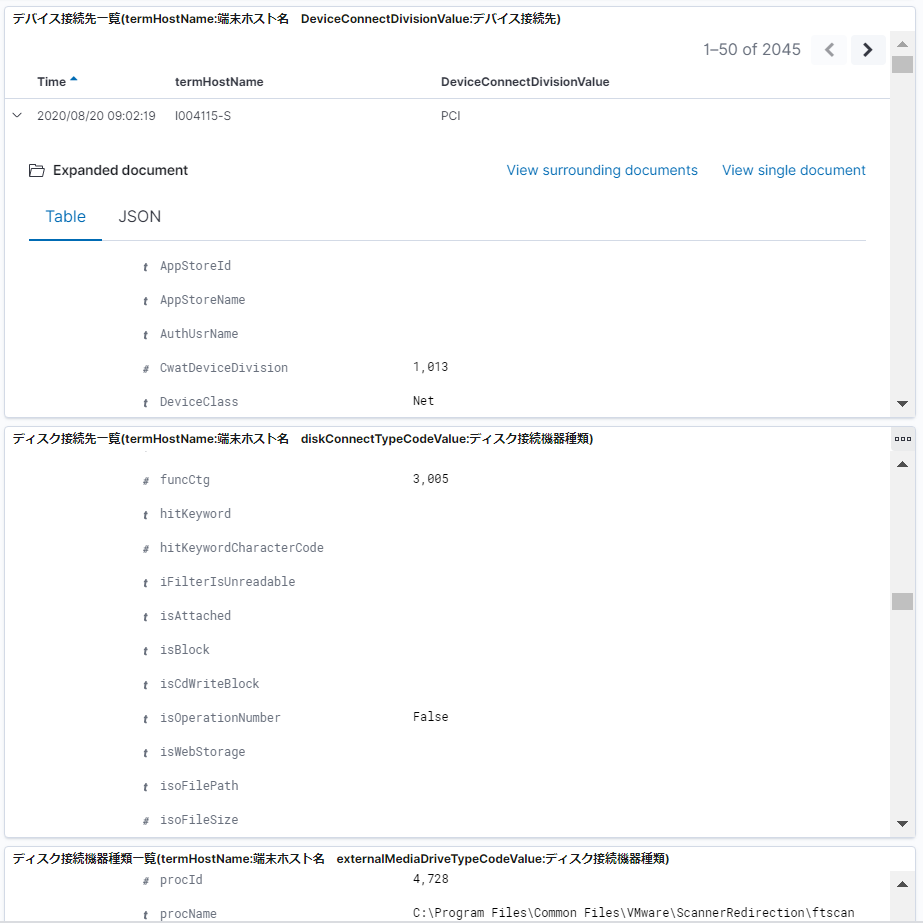 デバイス接続先一覧(termHostName:端末ホスト名　DeviceConnectDivisionValue:デバイス接続先)
1–50 of 2045
Time termHostName DeviceConnectDivisionValue
2020/08/20 09:02:19 I004115-S PCI
Expanded document View surrounding documents View single document
Table JSON
t AppStoreId
t AppStoreName
t AuthUsrName
# CwatDeviceDivision 1,013
t DeviceClass Net
ディスク接続先一覧(termHostName:端末ホスト名　diskConnectTypeCodeValue:ディスク接続機器種類)
# funcCtg 3,005
t hitKeyword
# hitKeywordCharacterCode
t iFilterIsUnreadable
t isAttached
t isBlock
t isCdWriteBlock
t isOperationNumber False
t isWebStorage
t isoFilePath
# isoFileSize
ディスク接続機器種類一覧(termHostName:端末ホスト名　externalMediaDriveTypeCodeValue:ディスク接続機器種類)
# procId 4,728
t procName C:\Program Files\Common Files\VMware\ScannerRedirection\ftscan